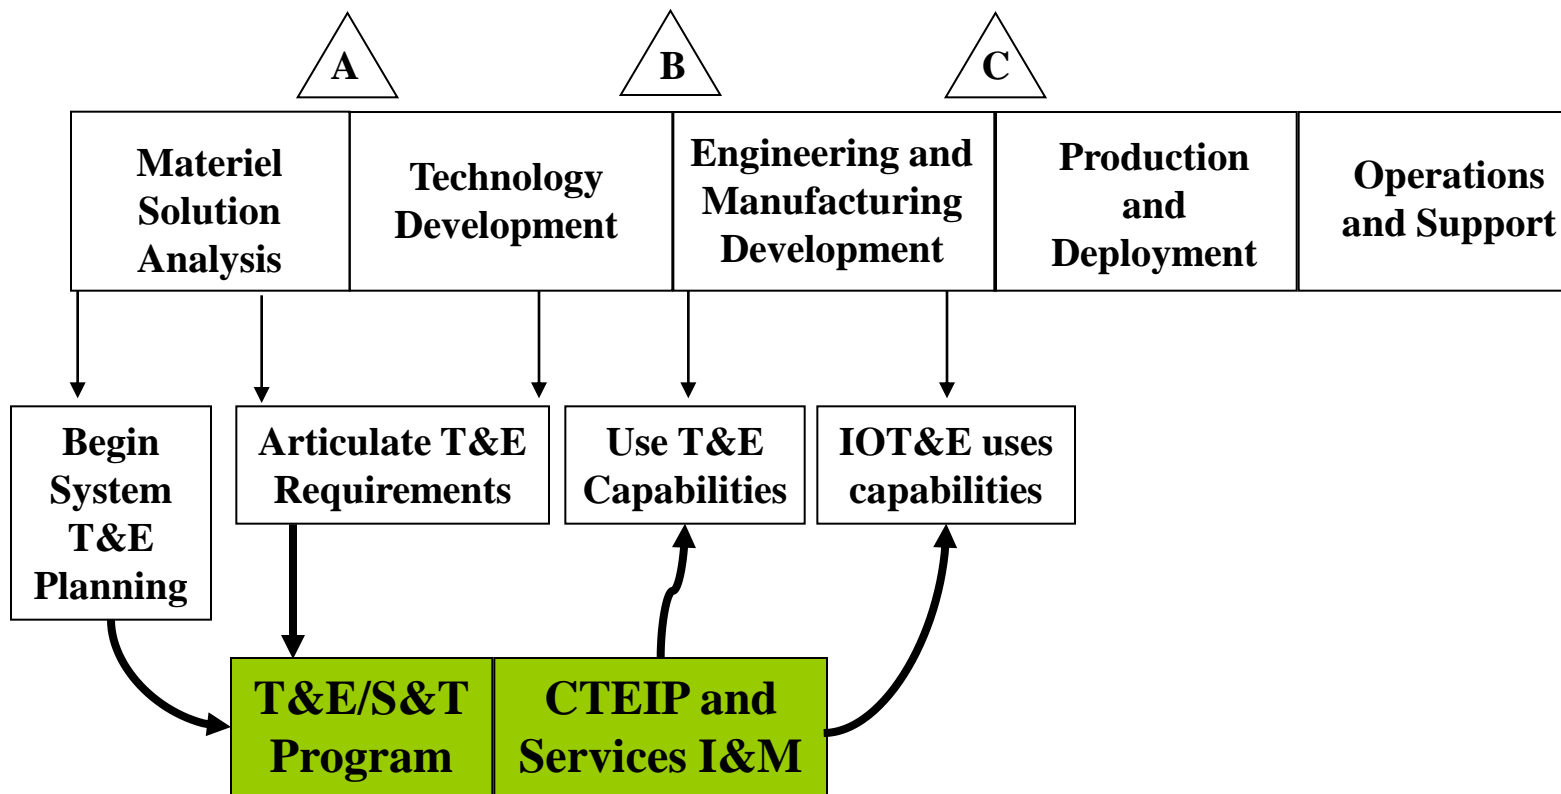 A
B
C
Materiel
Solution
Analysis
Technology
Development
Engineering and
Manufacturing
Development
Production
and
Deployment
Operations
and Support
Begin
System
T&E
Planning
Articulate T&E
Requirements
Use T&E
Capabilities
IOT&E uses
capabilities
T&E/S&T
Program
CTEIP and
Services I&M